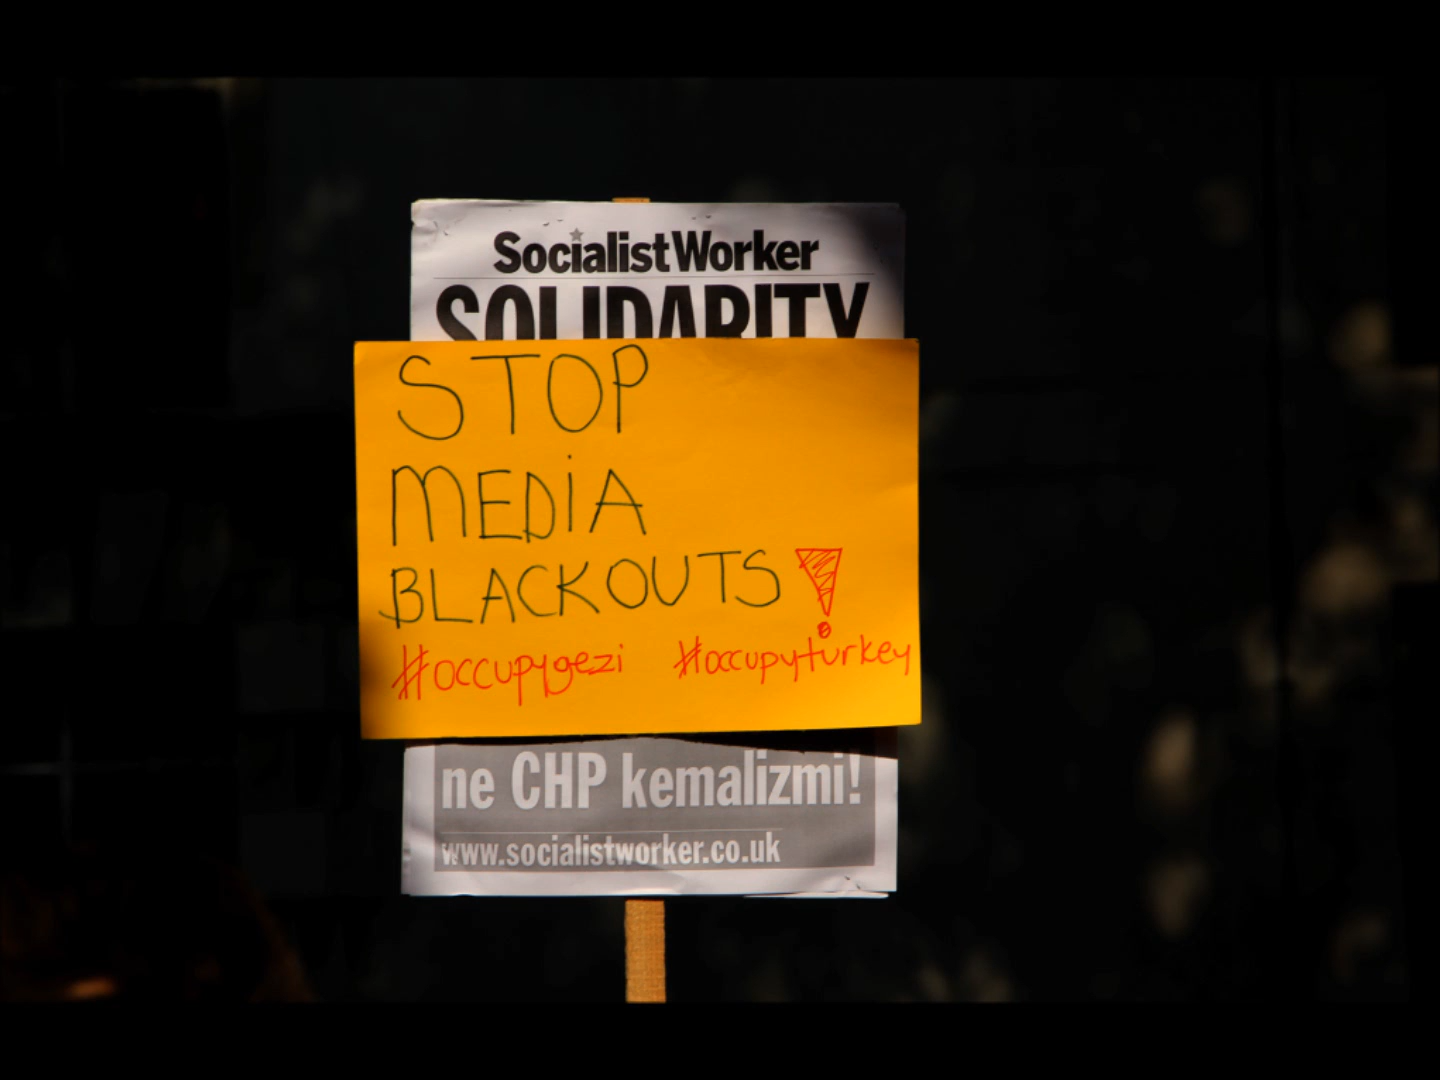 SocialistWorker
SOLIDARITY
STOP
MEDiA
BLACKOUTS!
#occupygezi #occupyturkey
ne CHP kemalizmi!
www.socialistworker.co.uk